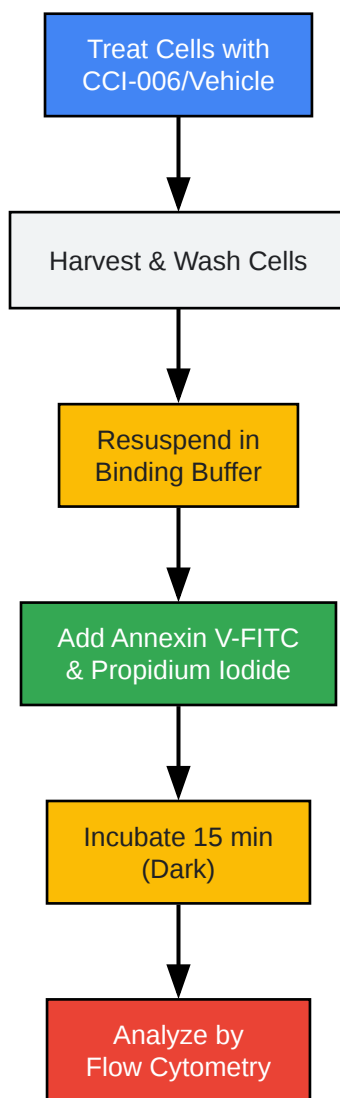 Treat Cells with
CCI-006/Vehicle
Harvest & Wash Cells
Resuspend in
Binding Buffer
Add Annexin V-FITC
& Propidium Iodide
Incubate 15 min
(Dark)
Analyze by
Flow Cytometry